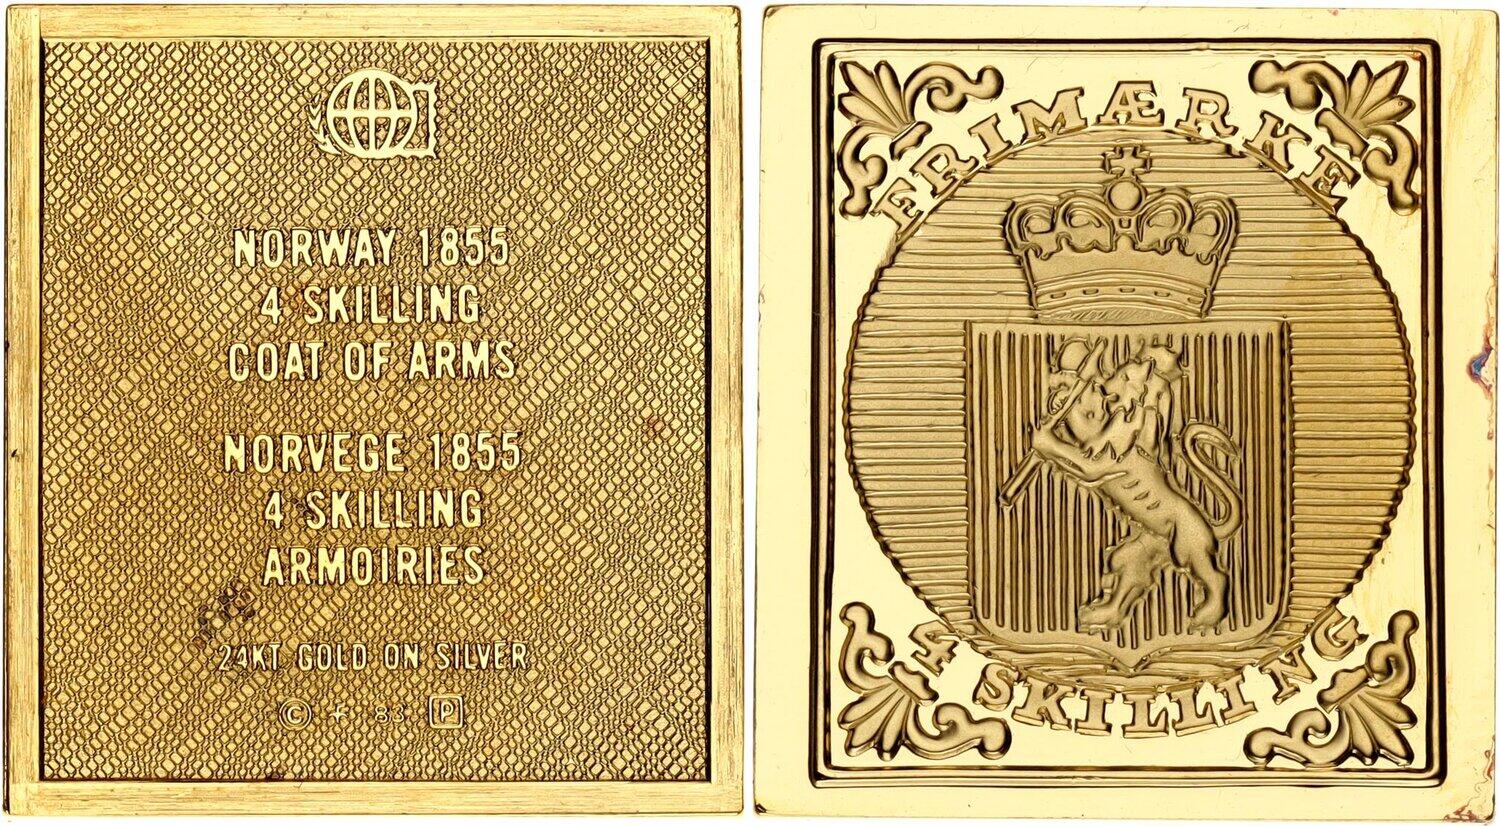 NORWAY 1855
4 SKILLING
COAT OF ARMS
NORVEGE 1855
4 SKILLING
ARMOIRIES
24KT GOLD ON SILVER
© + 83 P
FRIMÆRKE
4 SKILLING